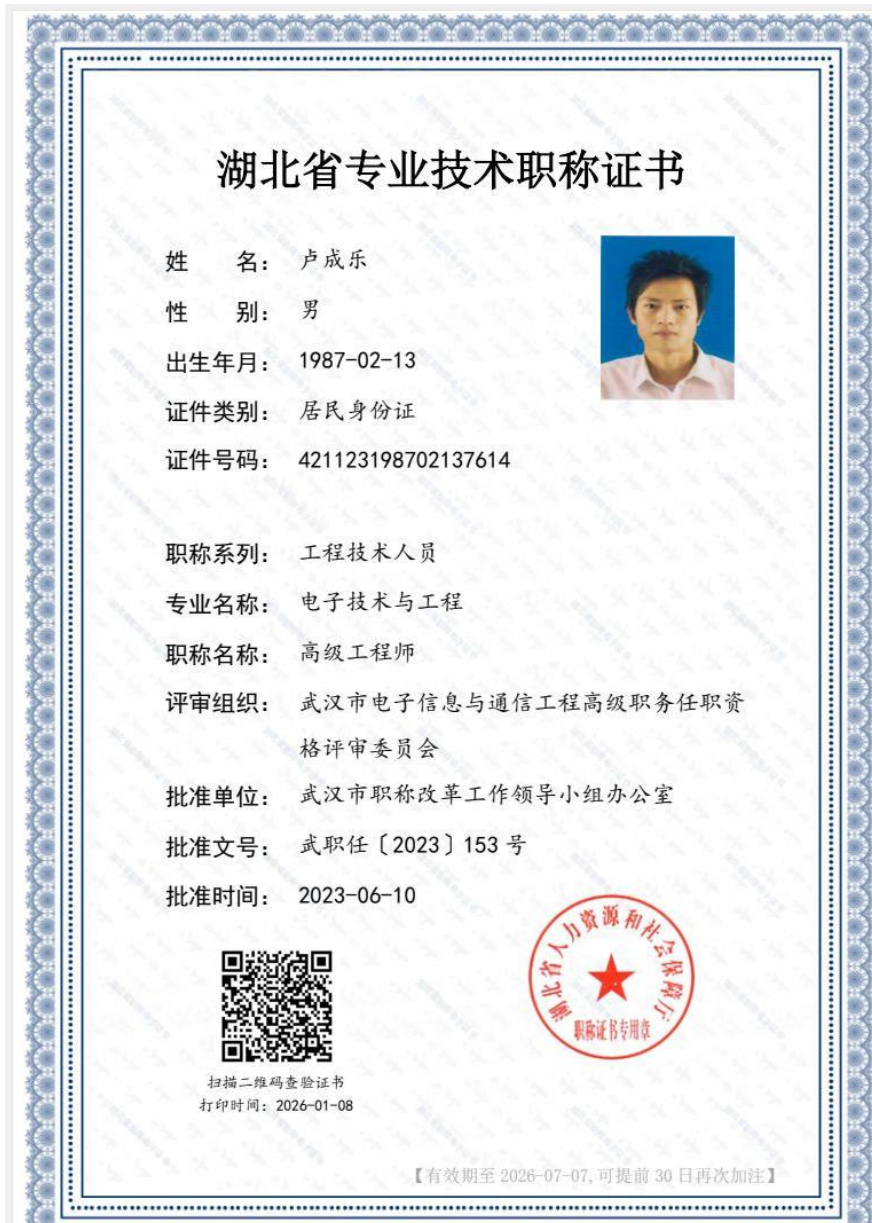 湖北省专业技术职称证书
姓 名： 卢成乐
性 别： 男
出生年月： 1987-02-13
证件类别： 居民身份证
证件号码： 421123198702137614
职称系列： 工程技术人员
专业名称： 电子技术与工程
职称名称： 高级工程师
评审组织： 武汉市电子信息与通信工程高级职务任职资
格评审委员会
批准单位： 武汉市职称改革工作领导小组办公室
批准文号： 武职任〔2023〕153 号
批准时间： 2023-06-10
湖北省人力资源和社会保障厅
职称证书专用章
扫描二维码查验证书
打印时间：2026-01-08
【有效期至 2026-07-07,可提前 30 日再次加注】